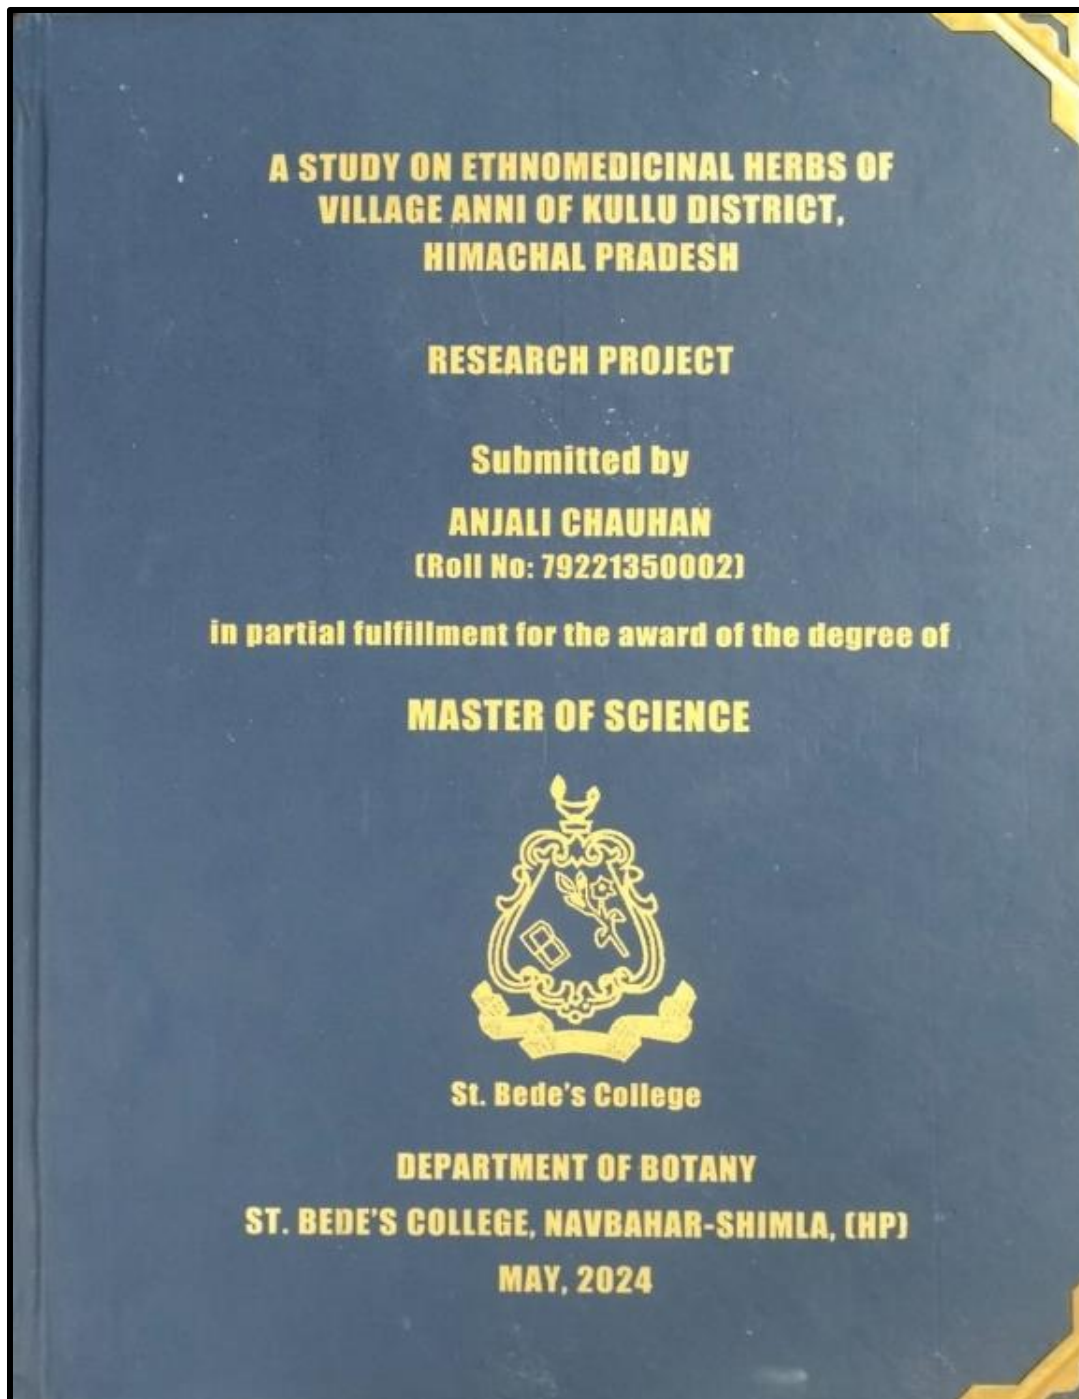 A STUDY ON ETHNOMEDICINAL HERBS OF
VILLAGE ANNI OF KULLU DISTRICT,
HIMACHAL PRADESH
RESEARCH PROJECT
Submitted by
ANJALI CHAUHAN
(Roll No: 79221350002)
in partial fulfillment for the award of the degree of
MASTER OF SCIENCE
St. Bede's College
DEPARTMENT OF BOTANY
ST. BEDE'S COLLEGE, NAVBAHAR-SHIMLA, (HP)
MAY, 2024